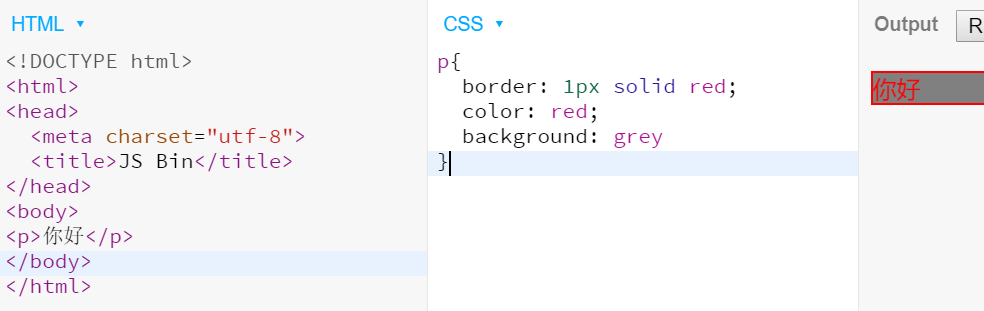 HTML
<!DOCTYPE html>
<html>
<head>
  <meta charset="utf-8">
  <title>JS Bin</title>
</head>
<body>
<p>你好</p>
</body>
</html>
CSS
p{
  border: 1px solid red;
  color: red;
  background: grey
}
Output
你好